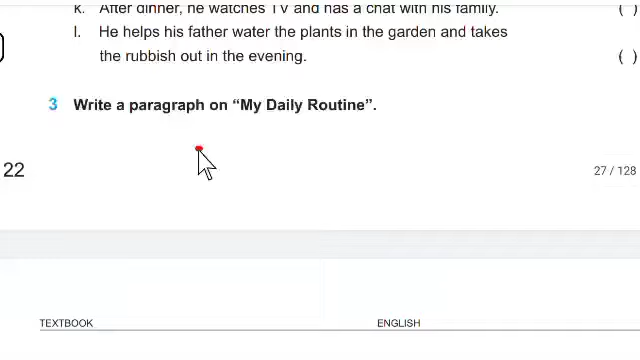 k. After dinner, he watches TV and has a chat with his family. ( )
l. He helps his father water the plants in the garden and takes
the rubbish out in the evening. ( )
3 Write a paragraph on “My Daily Routine”.
22
27 / 128
TEXTBOOK ENGLISH